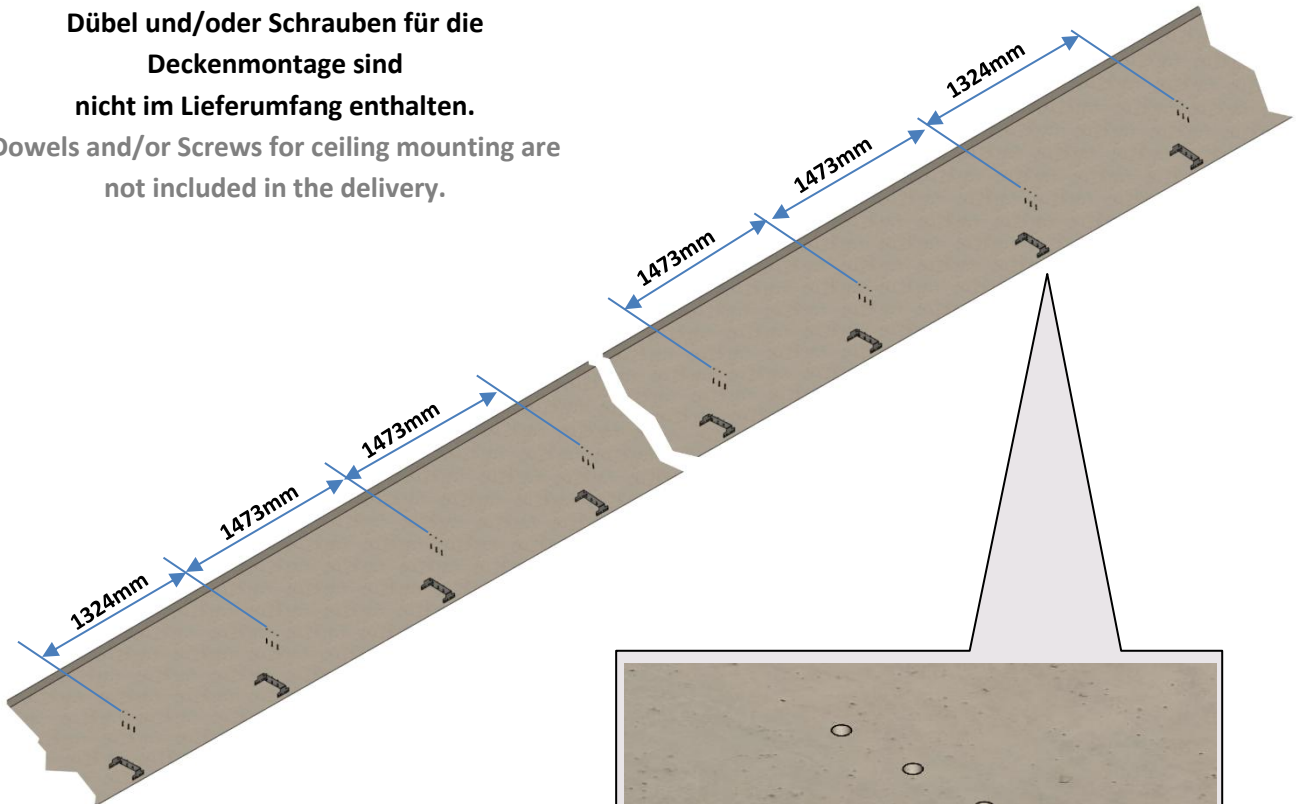 Dübel und/oder Schrauben für die
Deckenmontage sind
nicht im Lieferumfang enthalten.
Dowels and/or Screws for ceiling mounting are
not included in the delivery.
1324mm
1473mm
1473mm
1473mm
1473mm
1324mm